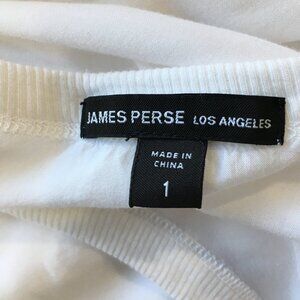 JAMES PERSE LOS ANGELES
MADE IN
CHINA
1